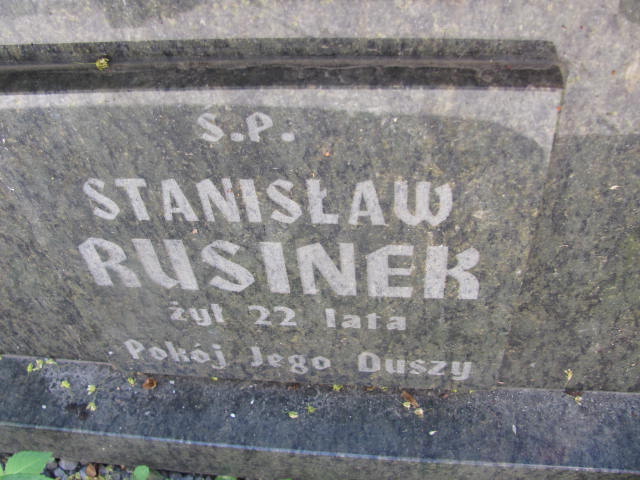 Ś.P.
STANISŁAW
RUSINEK
żył 22 lata
Pokój Jego Duszy